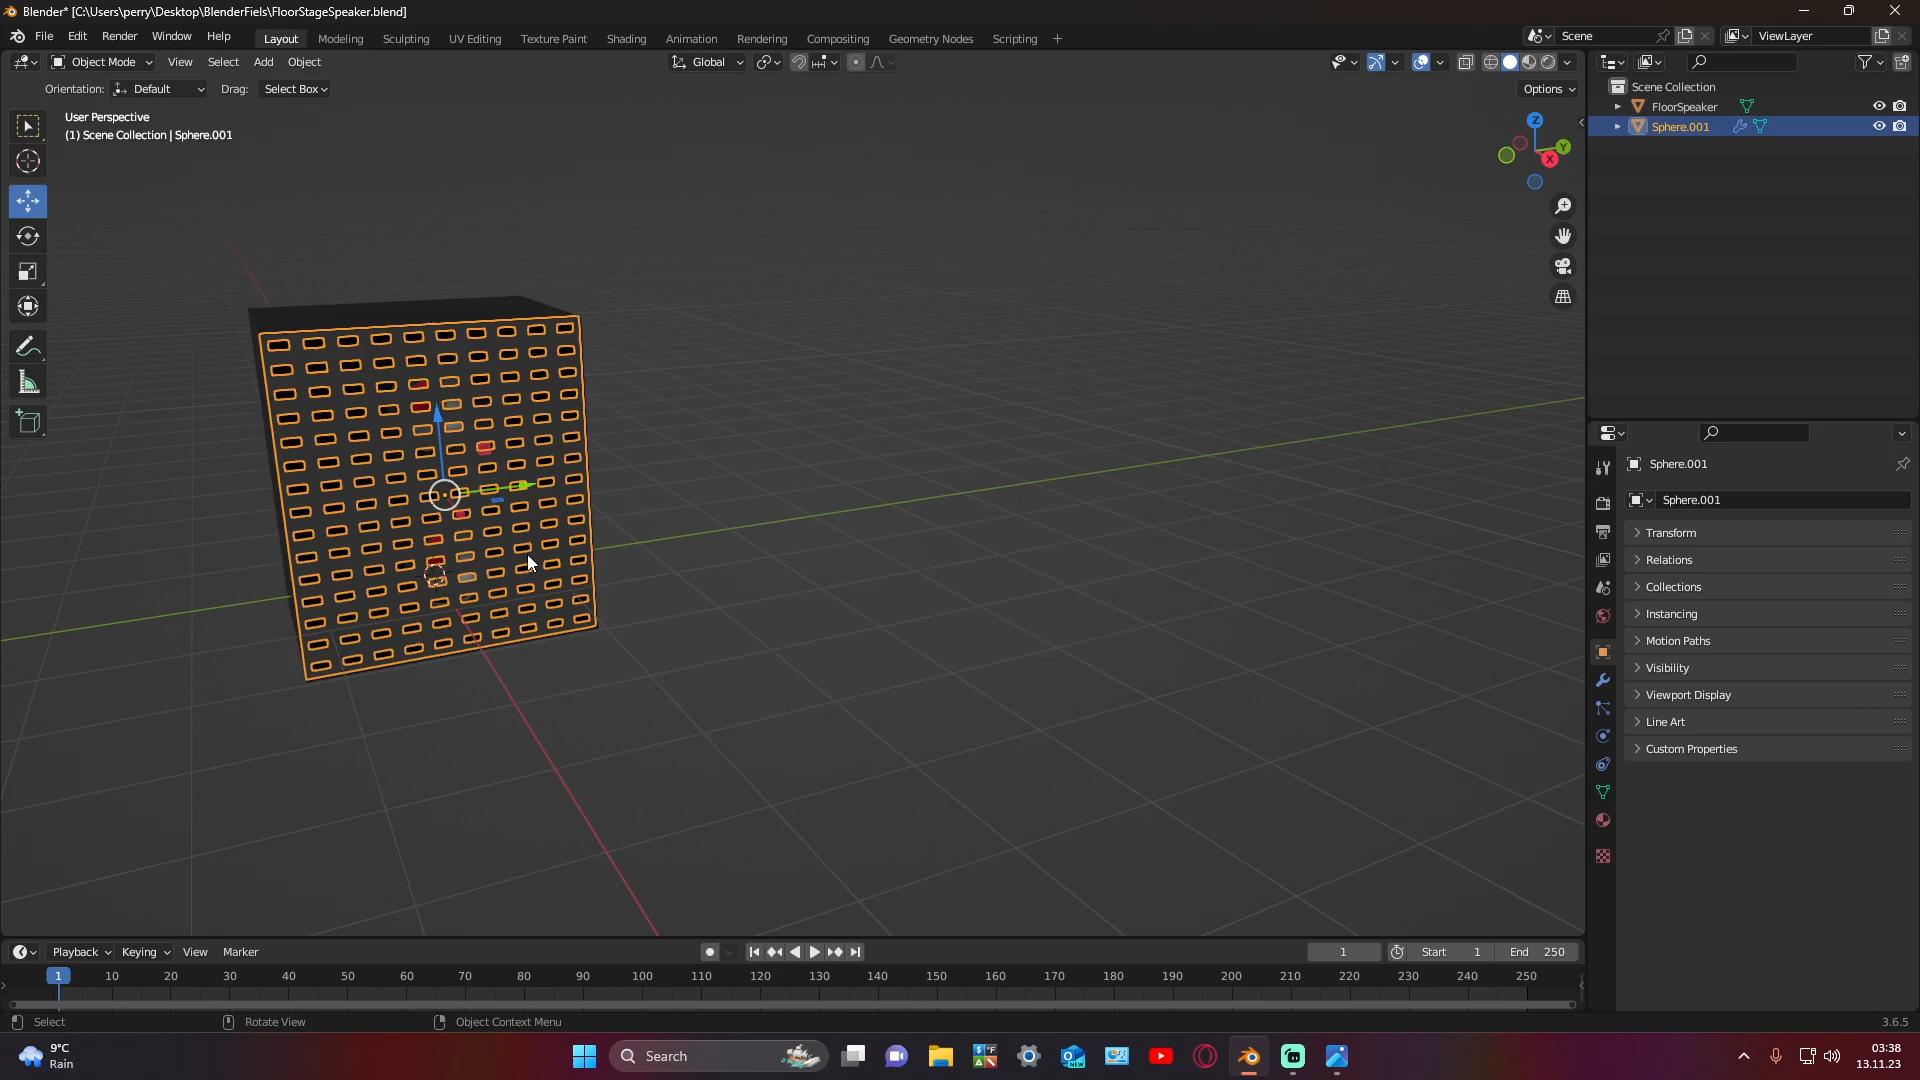 Blender* [C:\Users\perry\Desktop\BlenderFiels\FloorStageSpeaker.blend]
File Edit Render Window Help Layout Modeling Sculpting UV Editing Texture Paint Shading Animation Rendering Compositing Geometry Nodes Scripting + Scene ViewLayer
Object Mode View Select Add Object Global
Orientation: Default Drag: Select Box Options
User Perspective
(1) Scene Collection | Sphere.001
Z
Y
X
Scene Collection
FloorSpeaker
Sphere.001
Sphere.001
Sphere.001
Transform
Relations
Collections
Instancing
Motion Paths
Visibility
Viewport Display
Line Art
Custom Properties
Playback Keying View Marker 1 Start 1 End 250
1 10 20 30 40 50 60 70 80 90 100 110 120 130 140 150 160 170 180 190 200 210 220 230 240 250
Select Rotate View Object Context Menu 3.6.5
9°C
Rain
Search
NEW
03:38
13.11.23